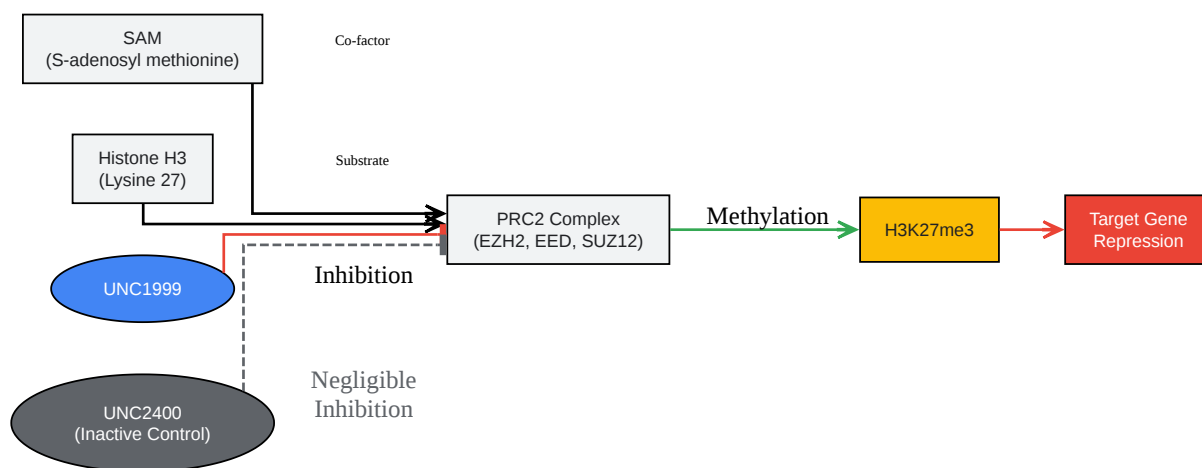 SAM
(S-adenosyl methionine)
Co-factor
Histone H3
(Lysine 27)
Substrate
PRC2 Complex
(EZH2, EED, SUZ12)
Methylation
H3K27me3
Target Gene
Repression
UNC1999
Inhibition
UNC2400
(Inactive Control)
Negligible
Inhibition